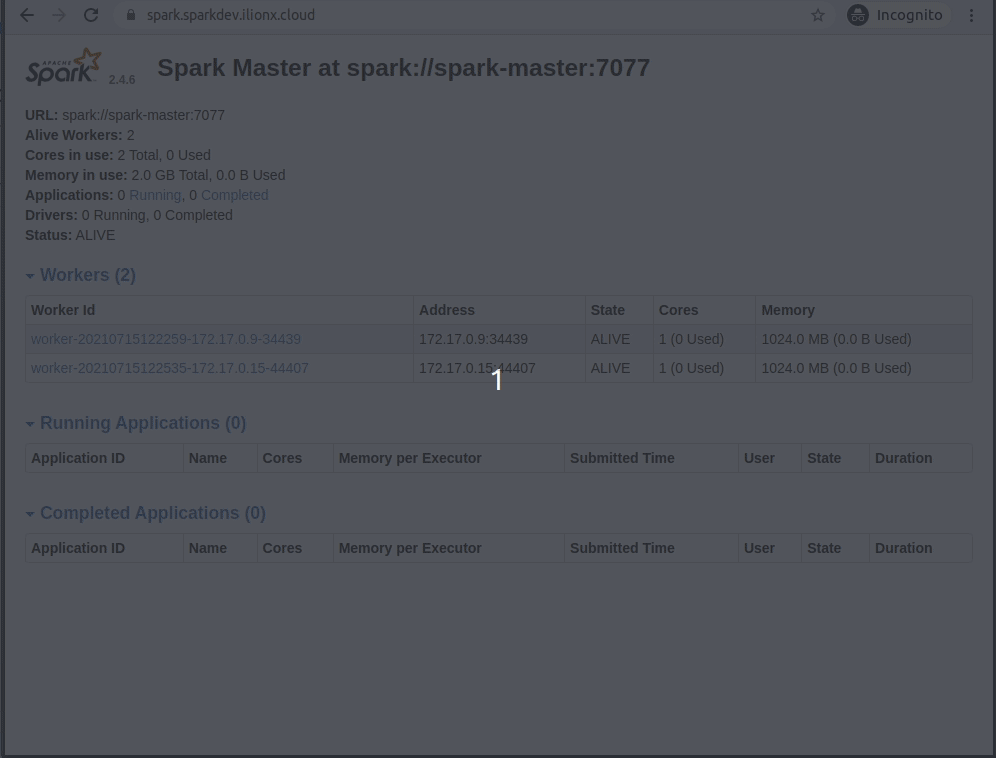 spark.sparkdev.ilionx.cloud Incognito
APACHE
Spark 2.4.6 Spark Master at spark://spark-master:7077
URL: spark://spark-master:7077
Alive Workers: 2
Cores in use: 2 Total, 0 Used
Memory in use: 2.0 GB Total, 0.0 B Used
Applications: 0 Running, 0 Completed
Drivers: 0 Running, 0 Completed
Status: ALIVE
Workers (2)
Worker Id Address State Cores Memory
worker-20210715122259-172.17.0.9-34439 172.17.0.9:34439 ALIVE 1 (0 Used) 1024.0 MB (0.0 B Used)
worker-20210715122535-172.17.0.15-44407 172.17.0.15:44407 ALIVE 1 (0 Used) 1024.0 MB (0.0 B Used)
1
Running Applications (0)
Application ID Name Cores Memory per Executor Submitted Time User State Duration
Completed Applications (0)
Application ID Name Cores Memory per Executor Submitted Time User State Duration